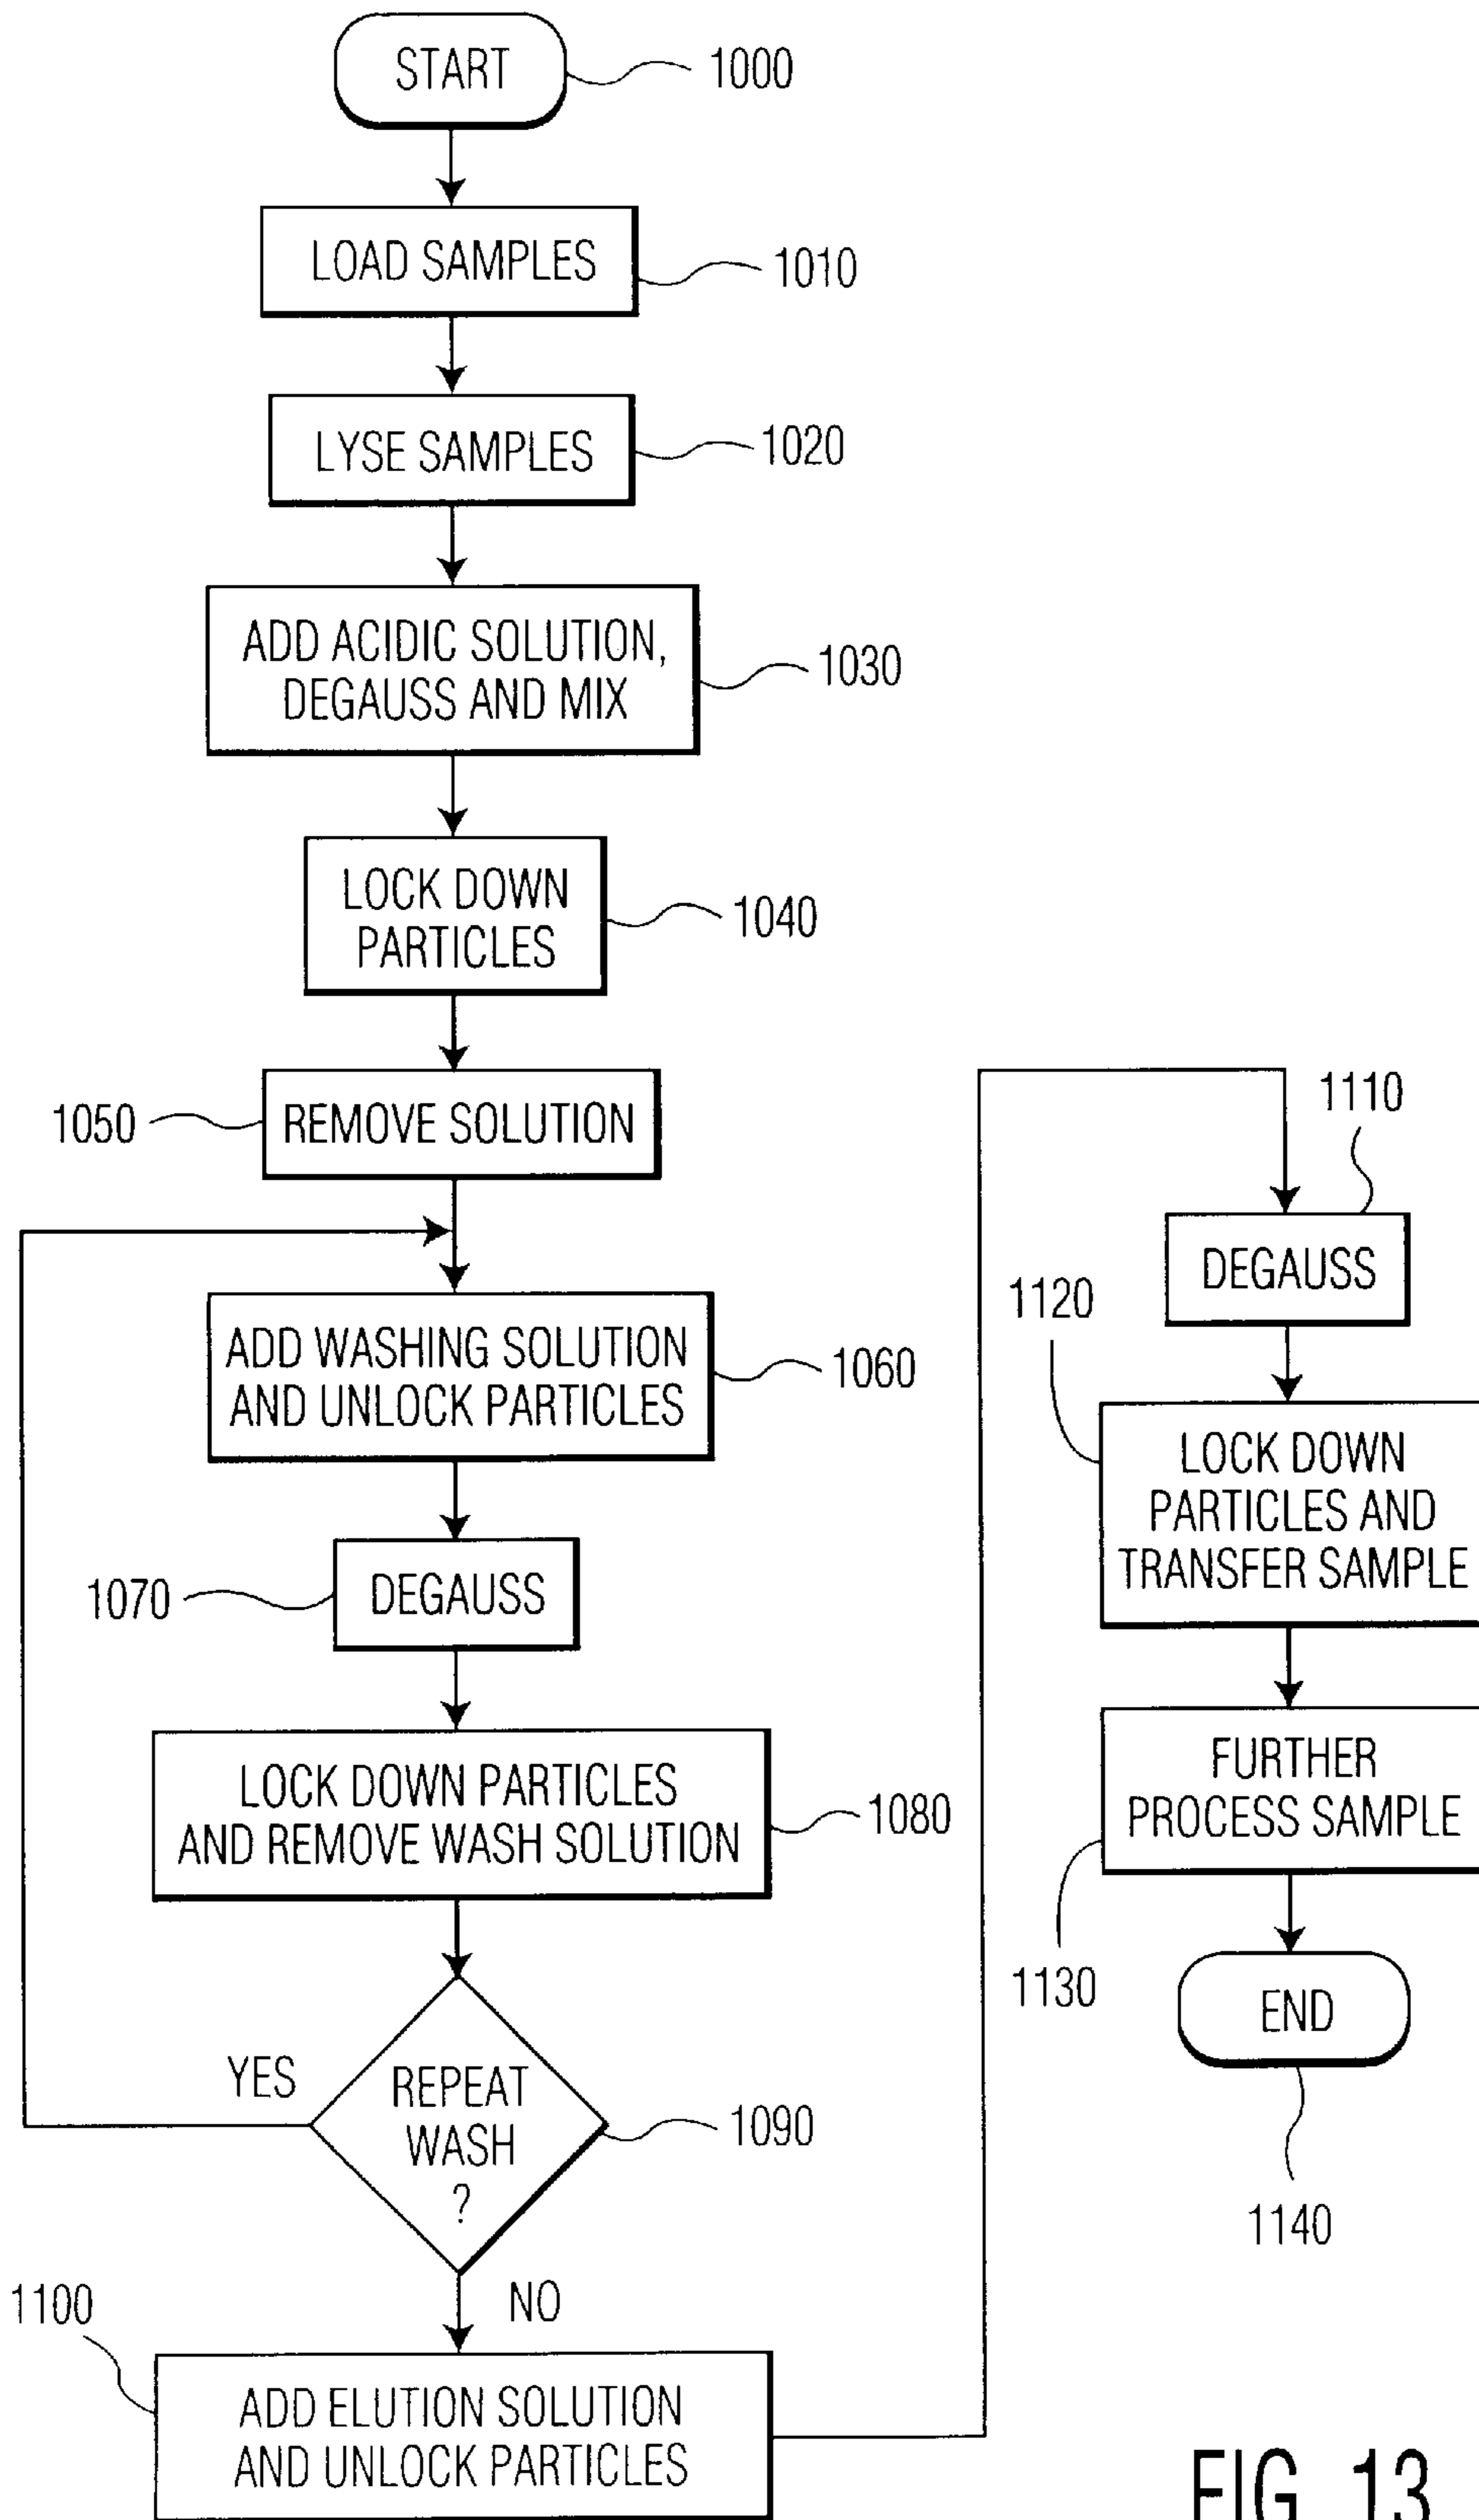 START
1000
LOAD SAMPLES
1010
LYSE SAMPLES
1020
ADD ACIDIC SOLUTION,
DEGAUSS AND MIX
1030
LOCK DOWN
PARTICLES
1040
1050
REMOVE SOLUTION
ADD WASHING SOLUTION
AND UNLOCK PARTICLES
1060
1070
DEGAUSS
LOCK DOWN PARTICLES
AND REMOVE WASH SOLUTION
1080
YES
REPEAT
WASH
?
1090
NO
1100
ADD ELUTION SOLUTION
AND UNLOCK PARTICLES
1110
DEGAUSS
1120
LOCK DOWN
PARTICLES AND
TRANSFER SAMPLE
FURTHER
PROCESS SAMPLE
1130
END
1140
FIG. 13